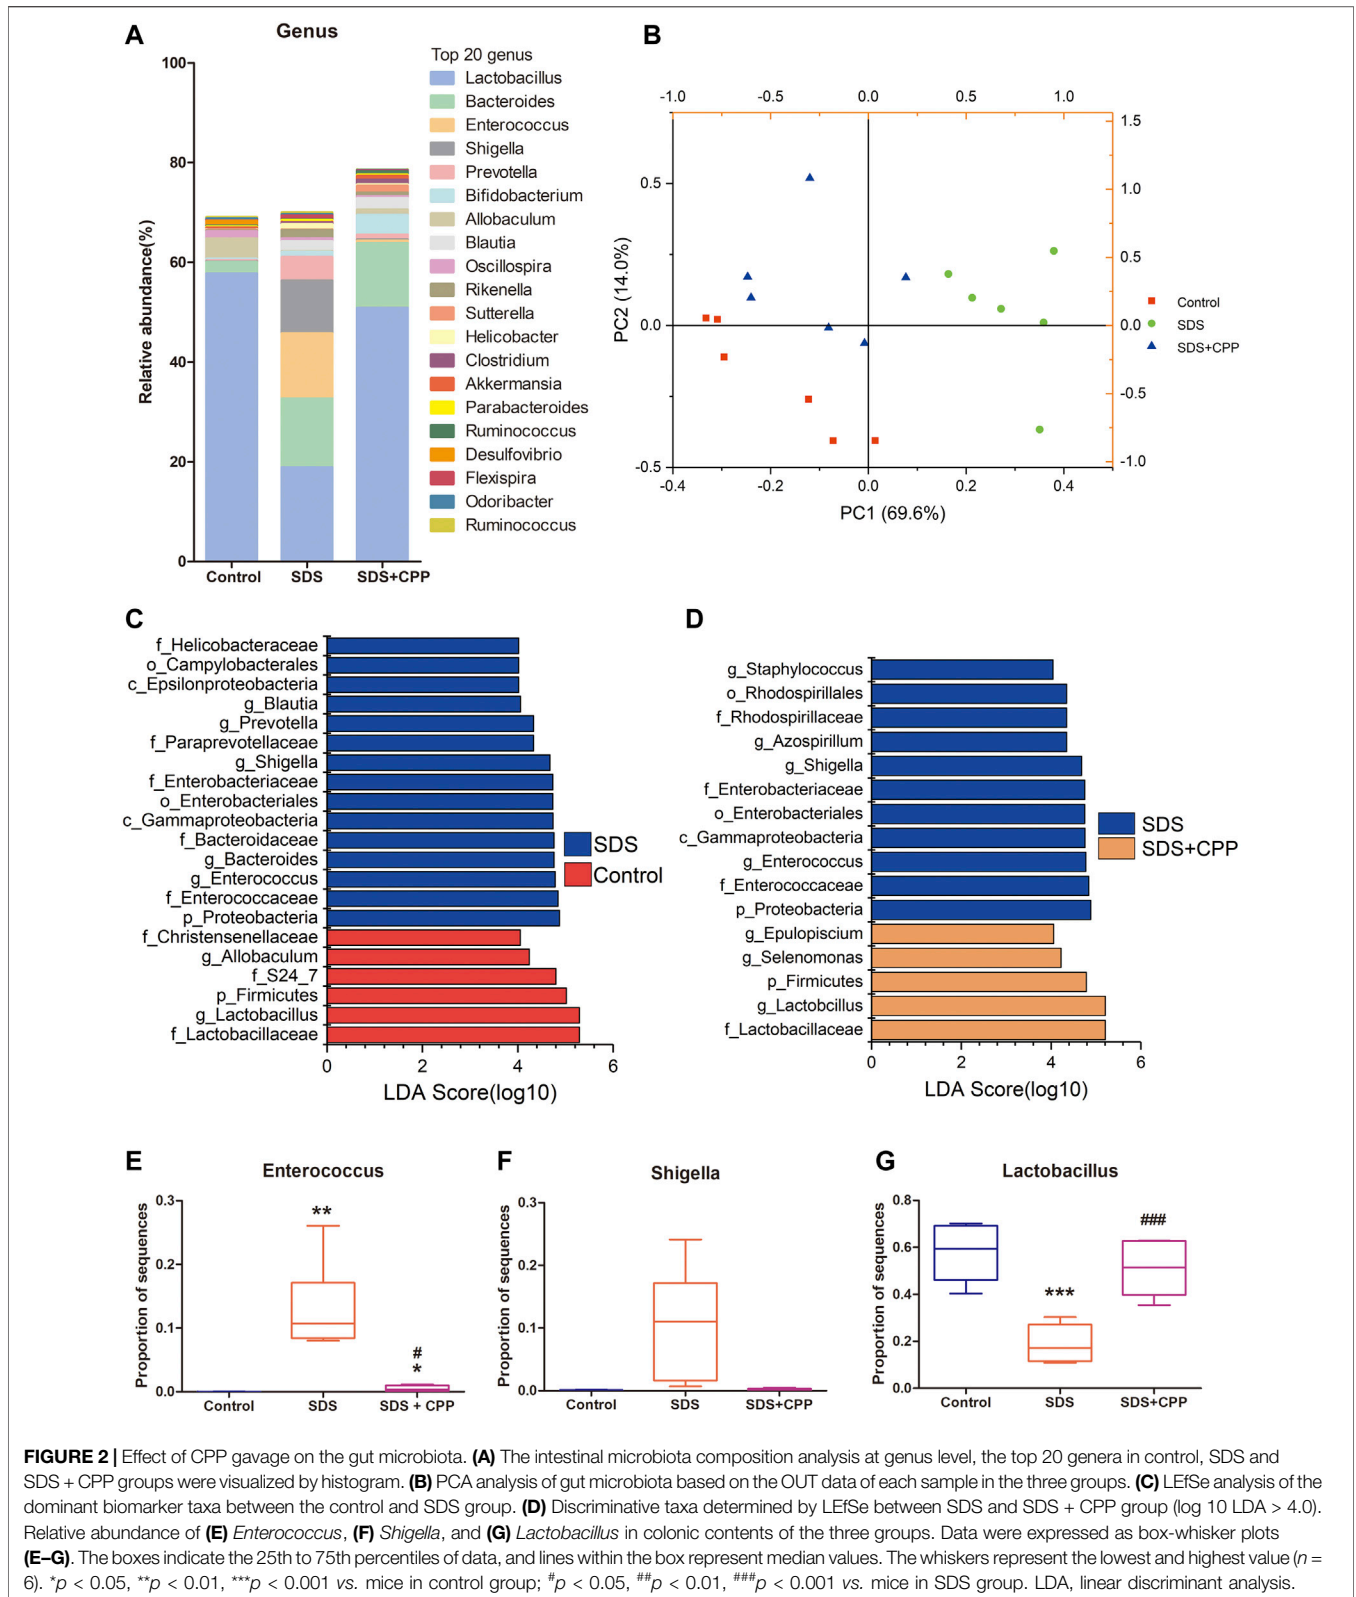 A
Genus
Relative abundance(%)
100
80
60
40
20
0
Control
SDS
SDS+CPP
Top 20 genus
Lactobacillus
Bacteroides
Enterococcus
Shigella
Prevotella
Bifidobacterium
Allobaculum
Blautia
Oscillospira
Rikenella
Sutterella
Helicobacter
Clostridium
Akkermansia
Parabacteroides
Ruminococcus
Desulfovibrio
Flexispira
Odoribacter
Ruminococcus
B
-1.0 -0.5 0.0 0.5 1.0
PC2 (14.0%)
0.5
0.0
-0.5
1.5
1.0
0.5
0.0
-0.5
-1.0
-0.4 -0.2 0.0 0.2 0.4
PC1 (69.6%)
Control
SDS
SDS+CPP
C
f_Helicobacteraceae
o_Campylobacterales
c_Epsilonproteobacteria
g_Blautia
g_Prevotella
f_Paraprevotellaceae
g_Shigella
f_Enterobacteriaceae
o_Enterobacteriales
c_Gammaproteobacteria
f_Bacteroidaceae
g_Bacteroides
g_Enterococcus
f_Enterococcaceae
p_Proteobacteria
f_Christensenellaceae
g_Allobaculum
f_S24_7
p_Firmicutes
g_Lactobacillus
f_Lactobacillaceae
0 2 4 6
LDA Score(log10)
SDS
Control
D
g_Staphylococcus
o_Rhodospirillales
f_Rhodospirillaceae
g_Azospirillum
g_Shigella
f_Enterobacteriaceae
o_Enterobacteriales
c_Gammaproteobacteria
g_Enterococcus
f_Enterococcaceae
p_Proteobacteria
g_Epulopiscium
g_Selenomonas
p_Firmicutes
g_Lactobcillus
f_Lactobacillaceae
0 2 4 6
LDA Score(log10)
SDS
SDS+CPP
E
Enterococcus
Proportion of sequences
0.3
0.2
0.1
0.0
**
#
*
Control SDS SDS + CPP
F
Shigella
Proportion of sequences
0.3
0.2
0.1
0.0
Control SDS SDS+CPP
G
Lactobacillus
Proportion of sequences
0.8
0.6
0.4
0.2
0.0
***
###
Control SDS SDS+CPP
FIGURE 2 | Effect of CPP gavage on the gut microbiota. (A) The intestinal microbiota composition analysis at genus level, the top 20 genera in control, SDS and
SDS + CPP groups were visualized by histogram. (B) PCA analysis of gut microbiota based on the OUT data of each sample in the three groups. (C) LEfSe analysis of the
dominant biomarker taxa between the control and SDS group. (D) Discriminative taxa determined by LEfSe between SDS and SDS + CPP group (log 10 LDA > 4.0).
Relative abundance of (E) Enterococcus, (F) Shigella, and (G) Lactobacillus in colonic contents of the three groups. Data were expressed as box-whisker plots
(E–G). The boxes indicate the 25th to 75th percentiles of data, and lines within the box represent median values. The whiskers represent the lowest and highest value (n =
6). *p < 0.05, **p < 0.01, ***p < 0.001 vs. mice in control group; #p < 0.05, ##p < 0.01, ###p < 0.001 vs. mice in SDS group. LDA, linear discriminant analysis.